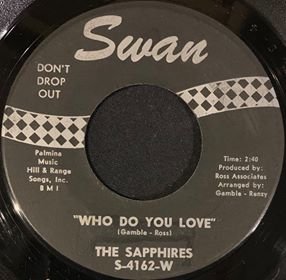 Swan
DON'T
DROP
OUT
Palmina
Music
Hill & Range
Songs, Inc.
BMI
Time: 2:40
Produced by:
Ross Associates
Arranged by:
Gamble - Renzy
"WHO DO YOU LOVE"
(Gamble - Ross)
THE SAPPHIRES
S-4162-W